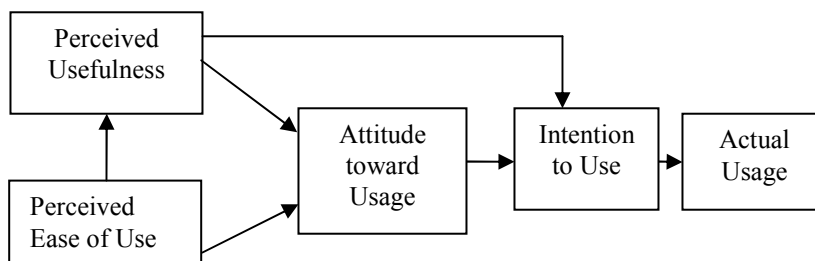 Perceived
Usefulness
Perceived
Ease of Use
Attitude
toward
Usage
Intention
to Use
Actual
Usage